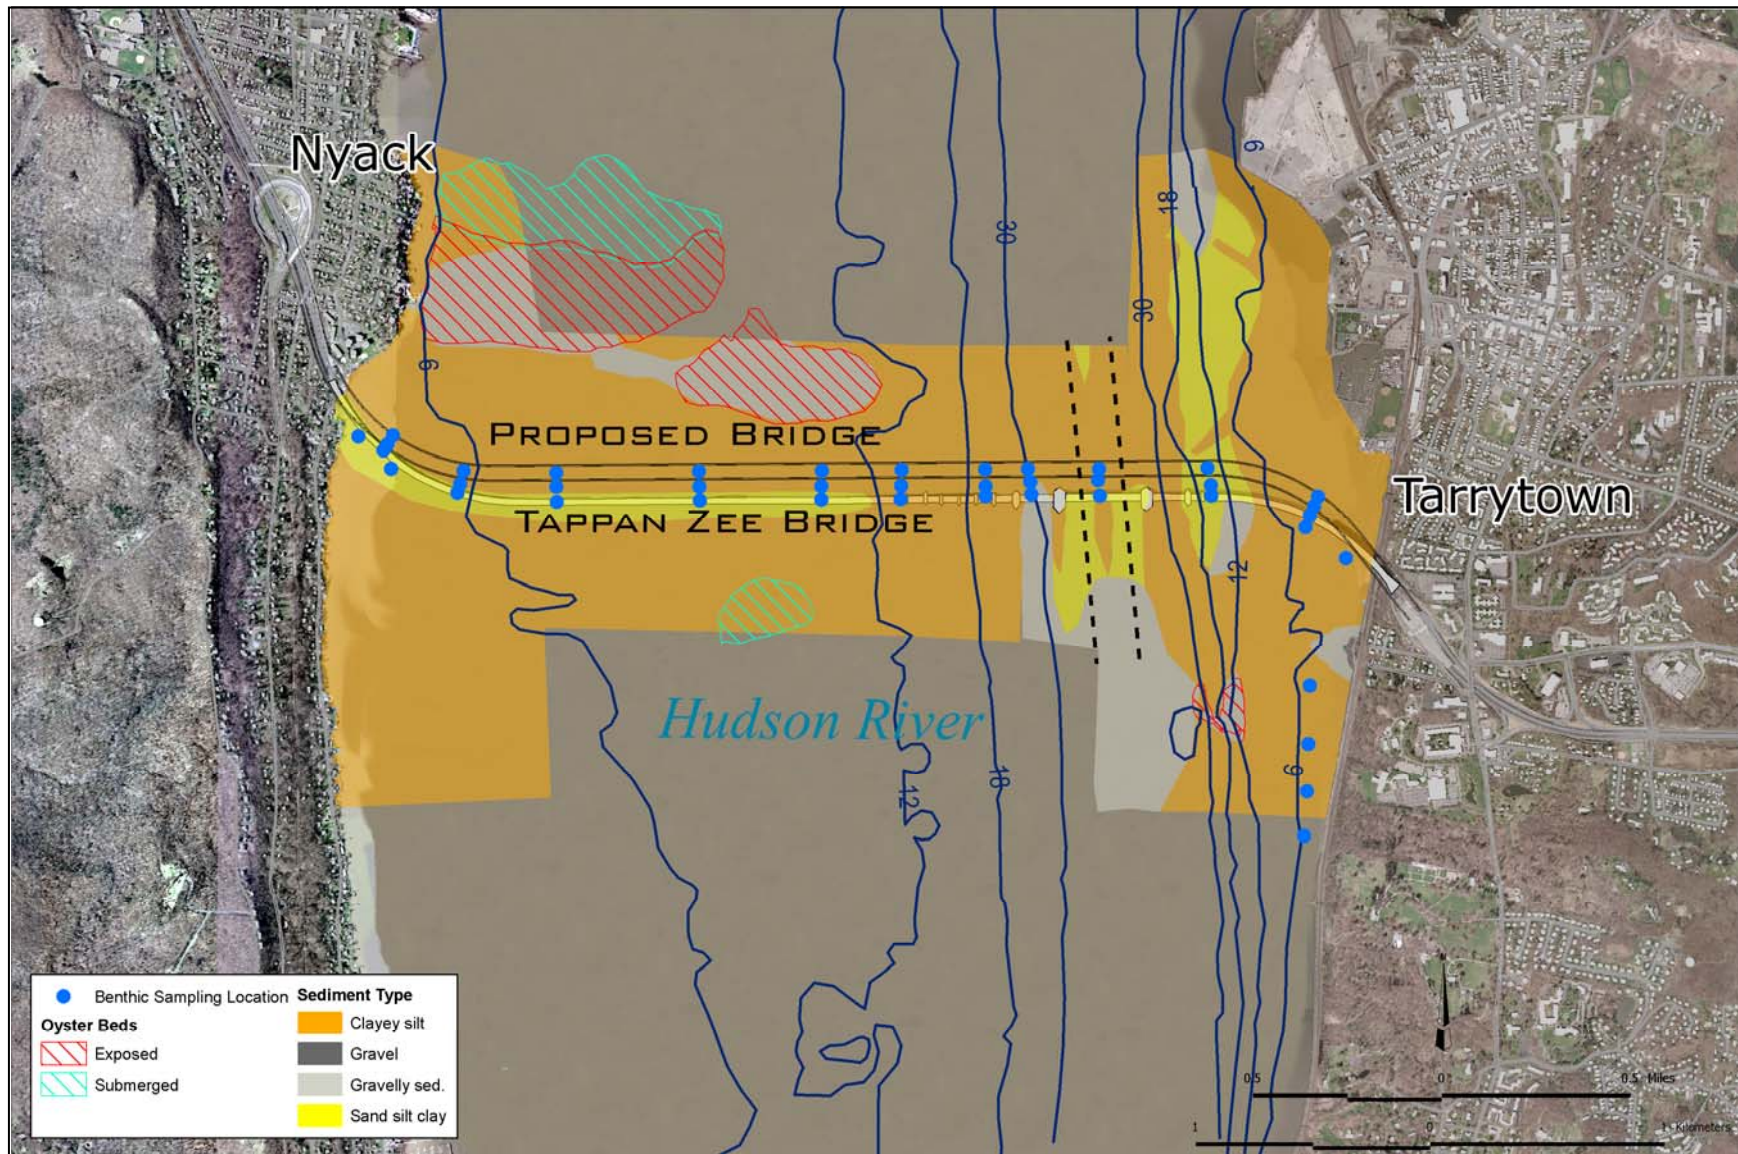 Nyack
Tarrytown
PROPOSED BRIDGE
TAPPAN ZEE BRIDGE
Hudson River
6
30
18
6
30
6
12
18
12
6
Benthic Sampling Location
Oyster Beds
Exposed
Submerged
Sediment Type
Clayey silt
Gravel
Gravelly sed.
Sand silt clay
0.5 0 0.5 Miles
1 0 1 Kilometers